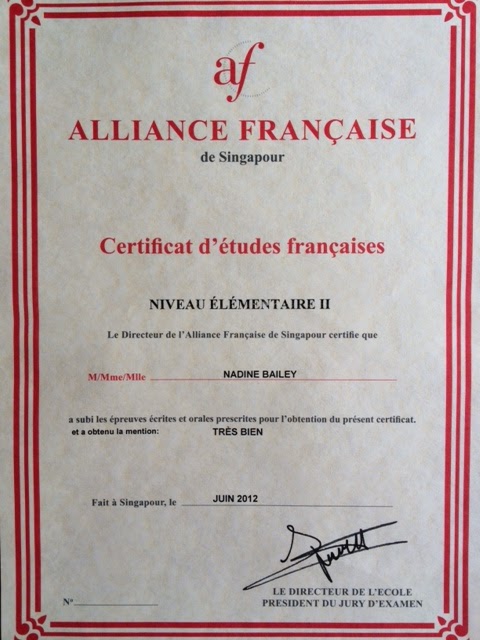 af
ALLIANCE FRANÇAISE
de Singapour
Certificat d'études françaises
NIVEAU ÉLÉMENTAIRE II
Le Directeur de l'Alliance Française de Singapour certifie que
M/Mme/Mlle NADINE BAILEY
a subi les épreuves écrites et orales prescrites pour l'obtention du présent certificat.
et a obtenu la mention: TRÈS BIEN
Fait à Singapour, le JUIN 2012
LE DIRECTEUR DE L'ECOLE
PRESIDENT DU JURY D'EXAMEN
N°